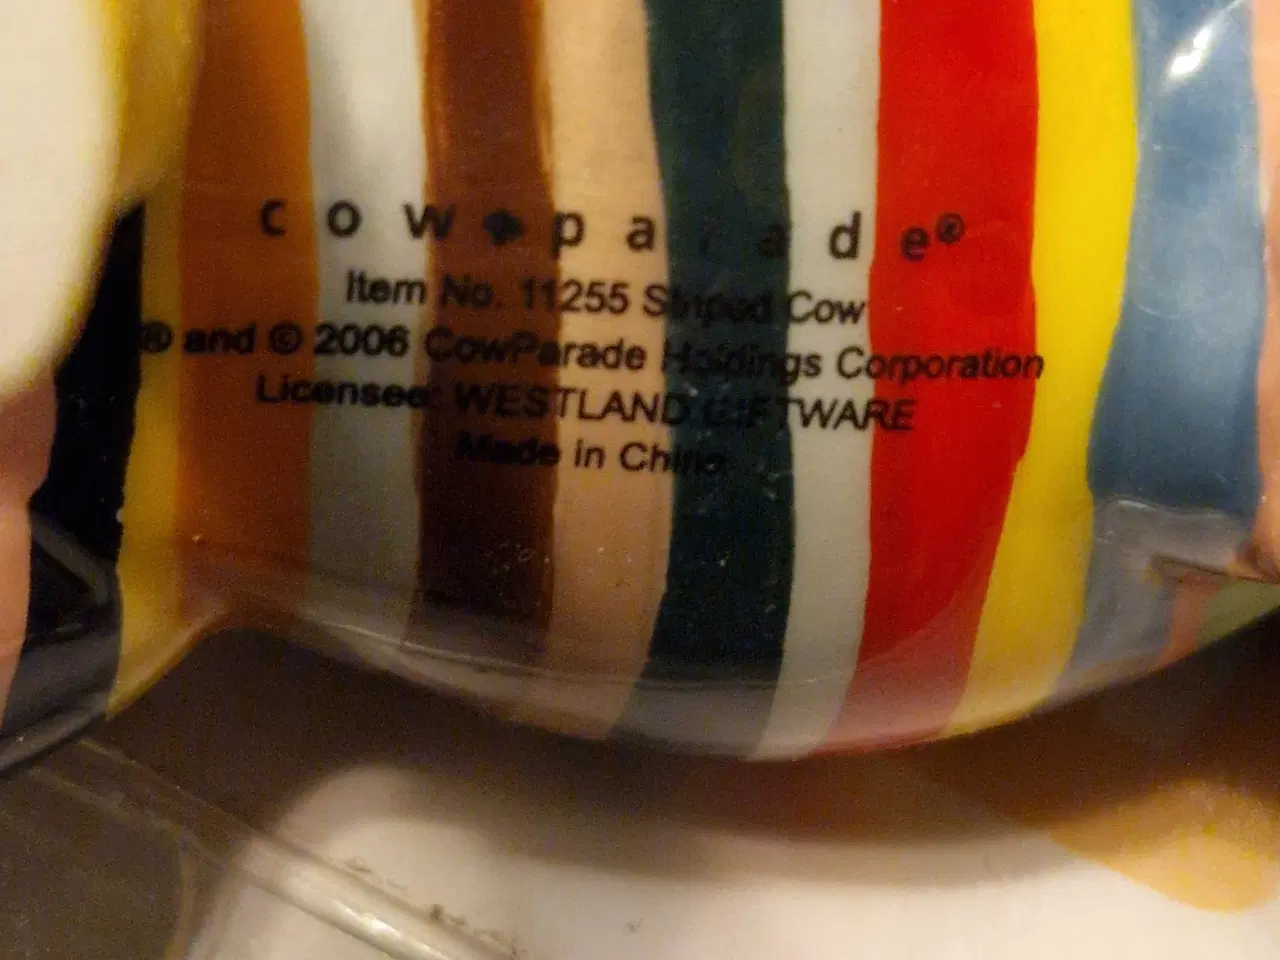 cow parade®
Item No. 11255 Striped Cow
® and © 2006 CowParade Holdings Corporation
Licensee: WESTLAND GIFTWARE
Made in China